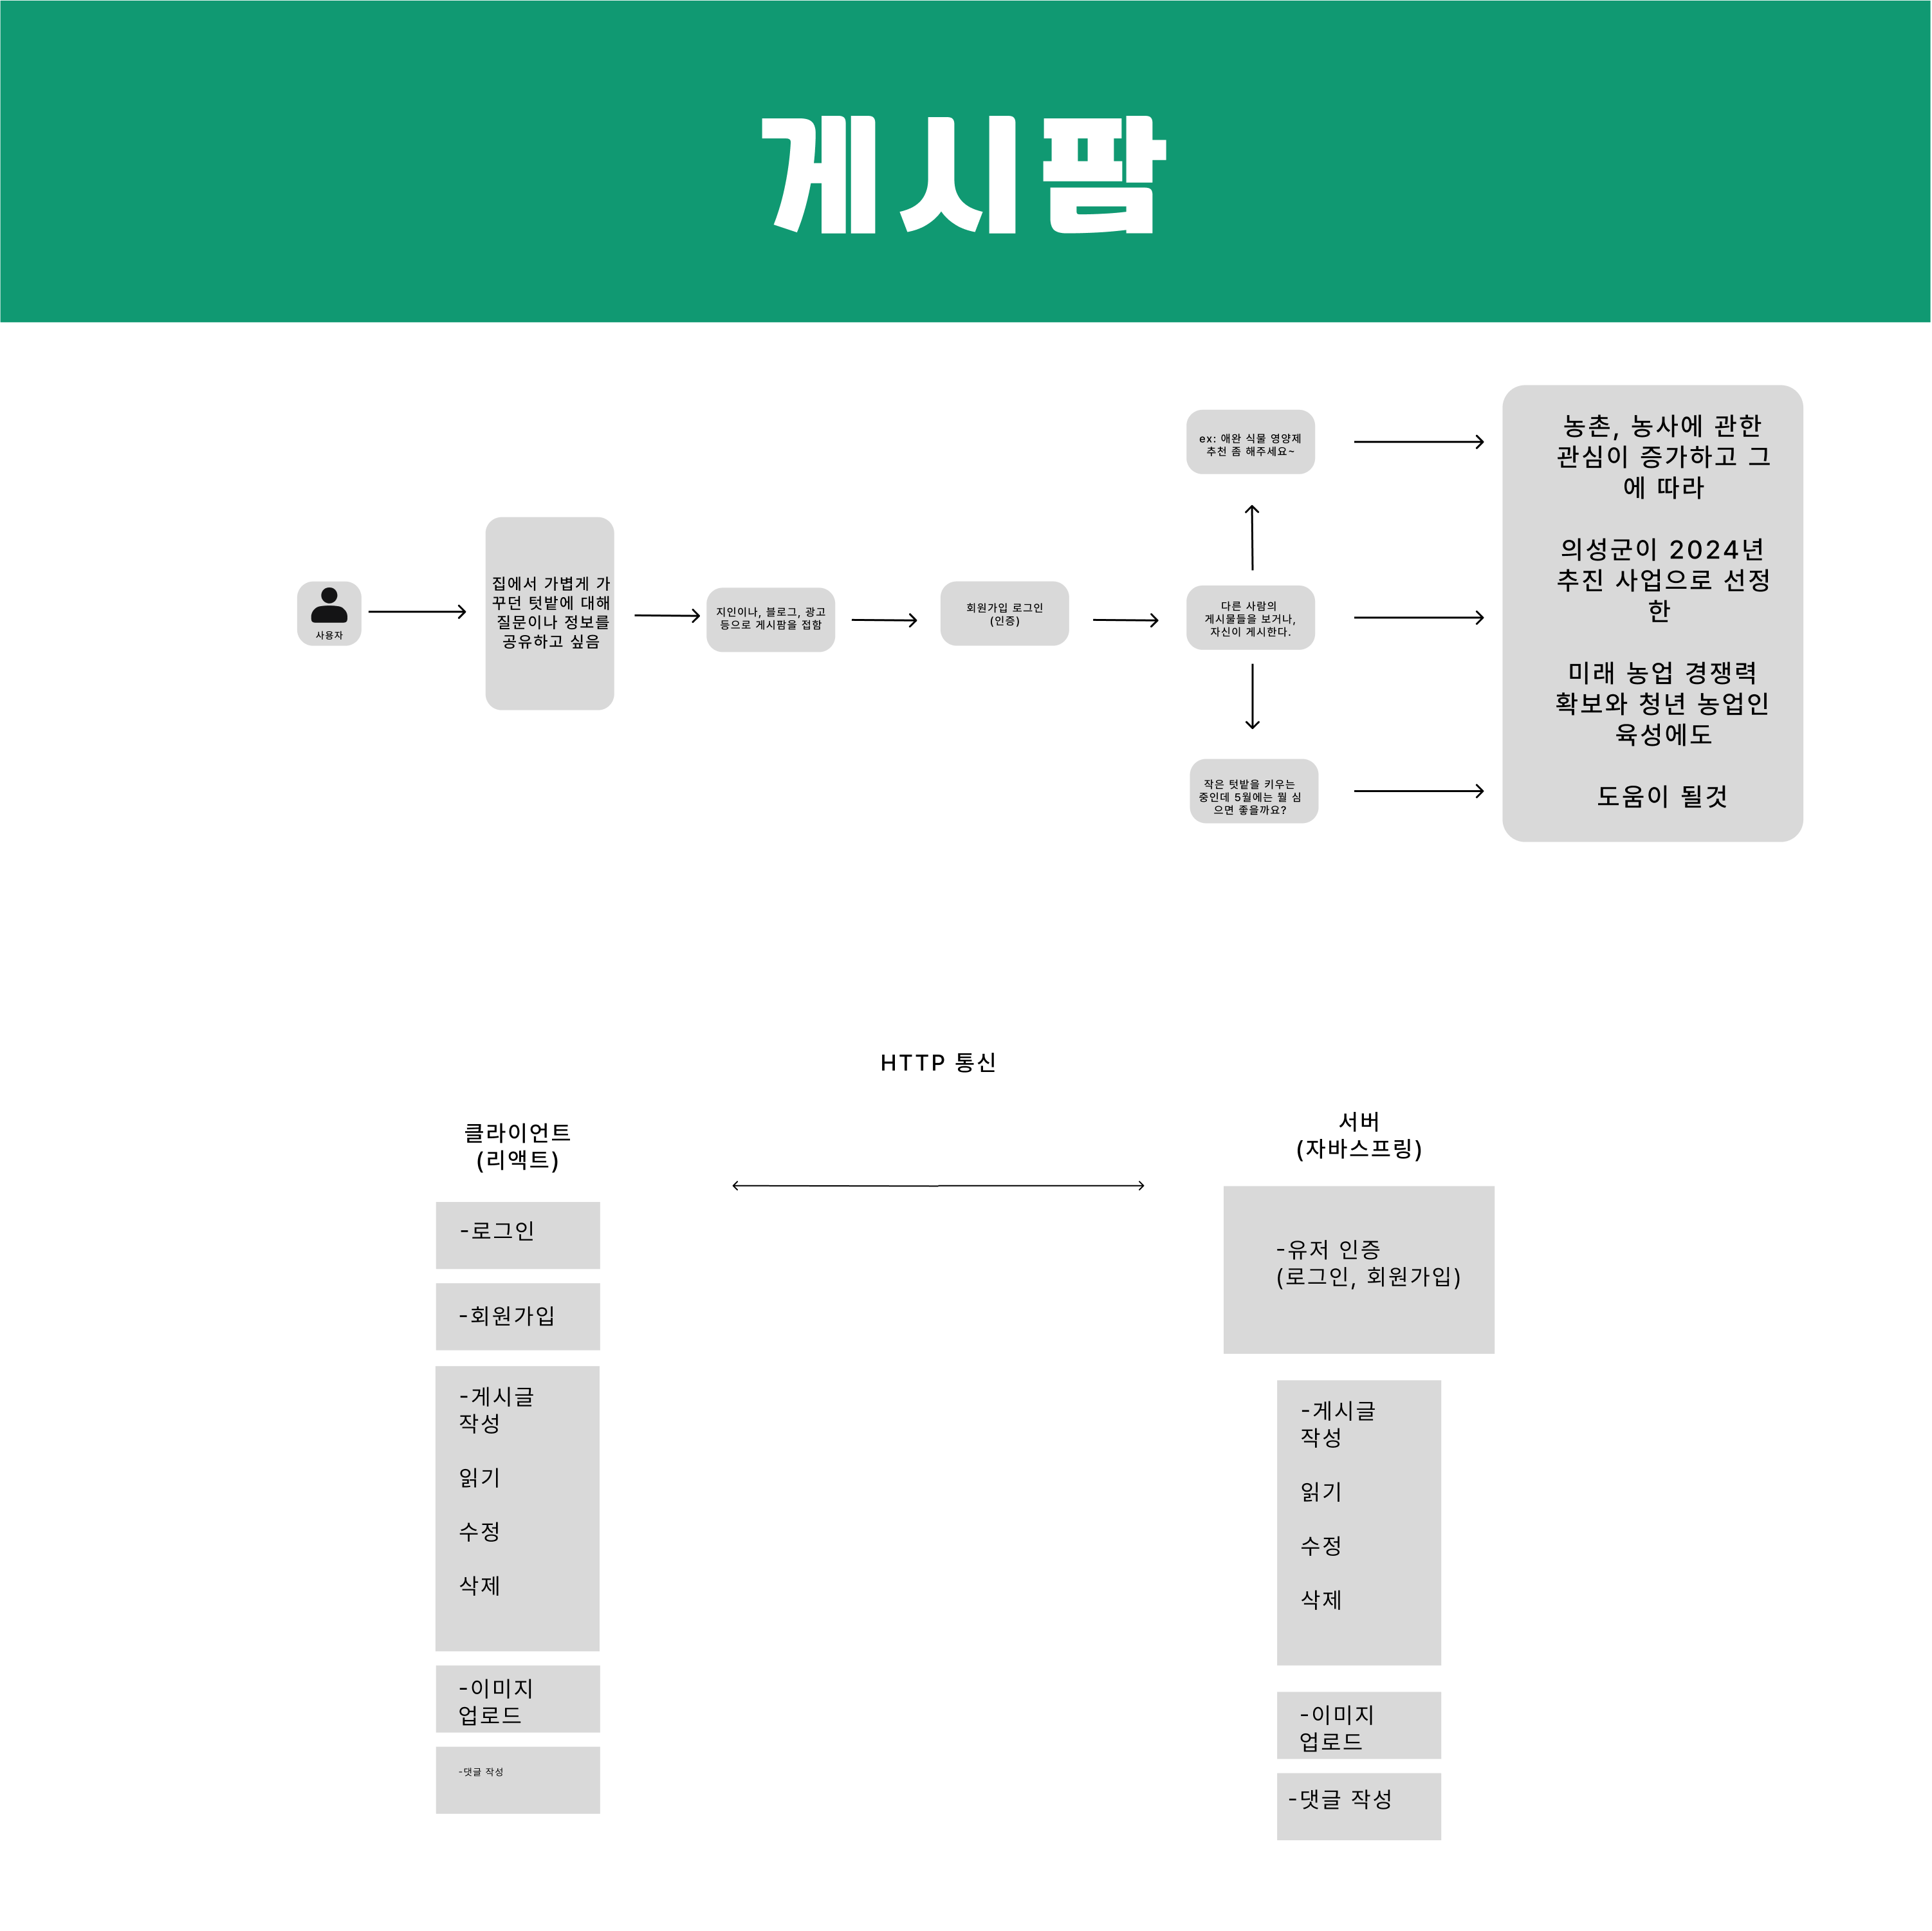 게시팜
사용자
집에서 가볍게 가
꾸던 텃밭에 대해
질문이나 정보를
공유하고 싶음
지인이나, 블로그, 광고
등으로 게시팜을 접함
회원가입 로그인
(인증)
ex: 애완 식물 영양제
추천 좀 해주세요~
다른 사람의
게시물들을 보거나,
자신이 게시한다.
작은 텃밭을 키우는
중인데 5월에는 뭘 심
으면 좋을까요?
농촌, 농사에 관한
관심이 증가하고 그
에 따라
의성군이 2024년
추진 사업으로 선정
한
미래 농업 경쟁력
확보와 청년 농업인
육성에도
도움이 될것
HTTP 통신
클라이언트
(리액트)
-로그인
-회원가입
-게시글
작성
읽기
수정
삭제
-이미지
업로드
-댓글 작성
서버
(자바스프링)
-유저 인증
(로그인, 회원가입)
-게시글
작성
읽기
수정
삭제
-이미지
업로드
-댓글 작성